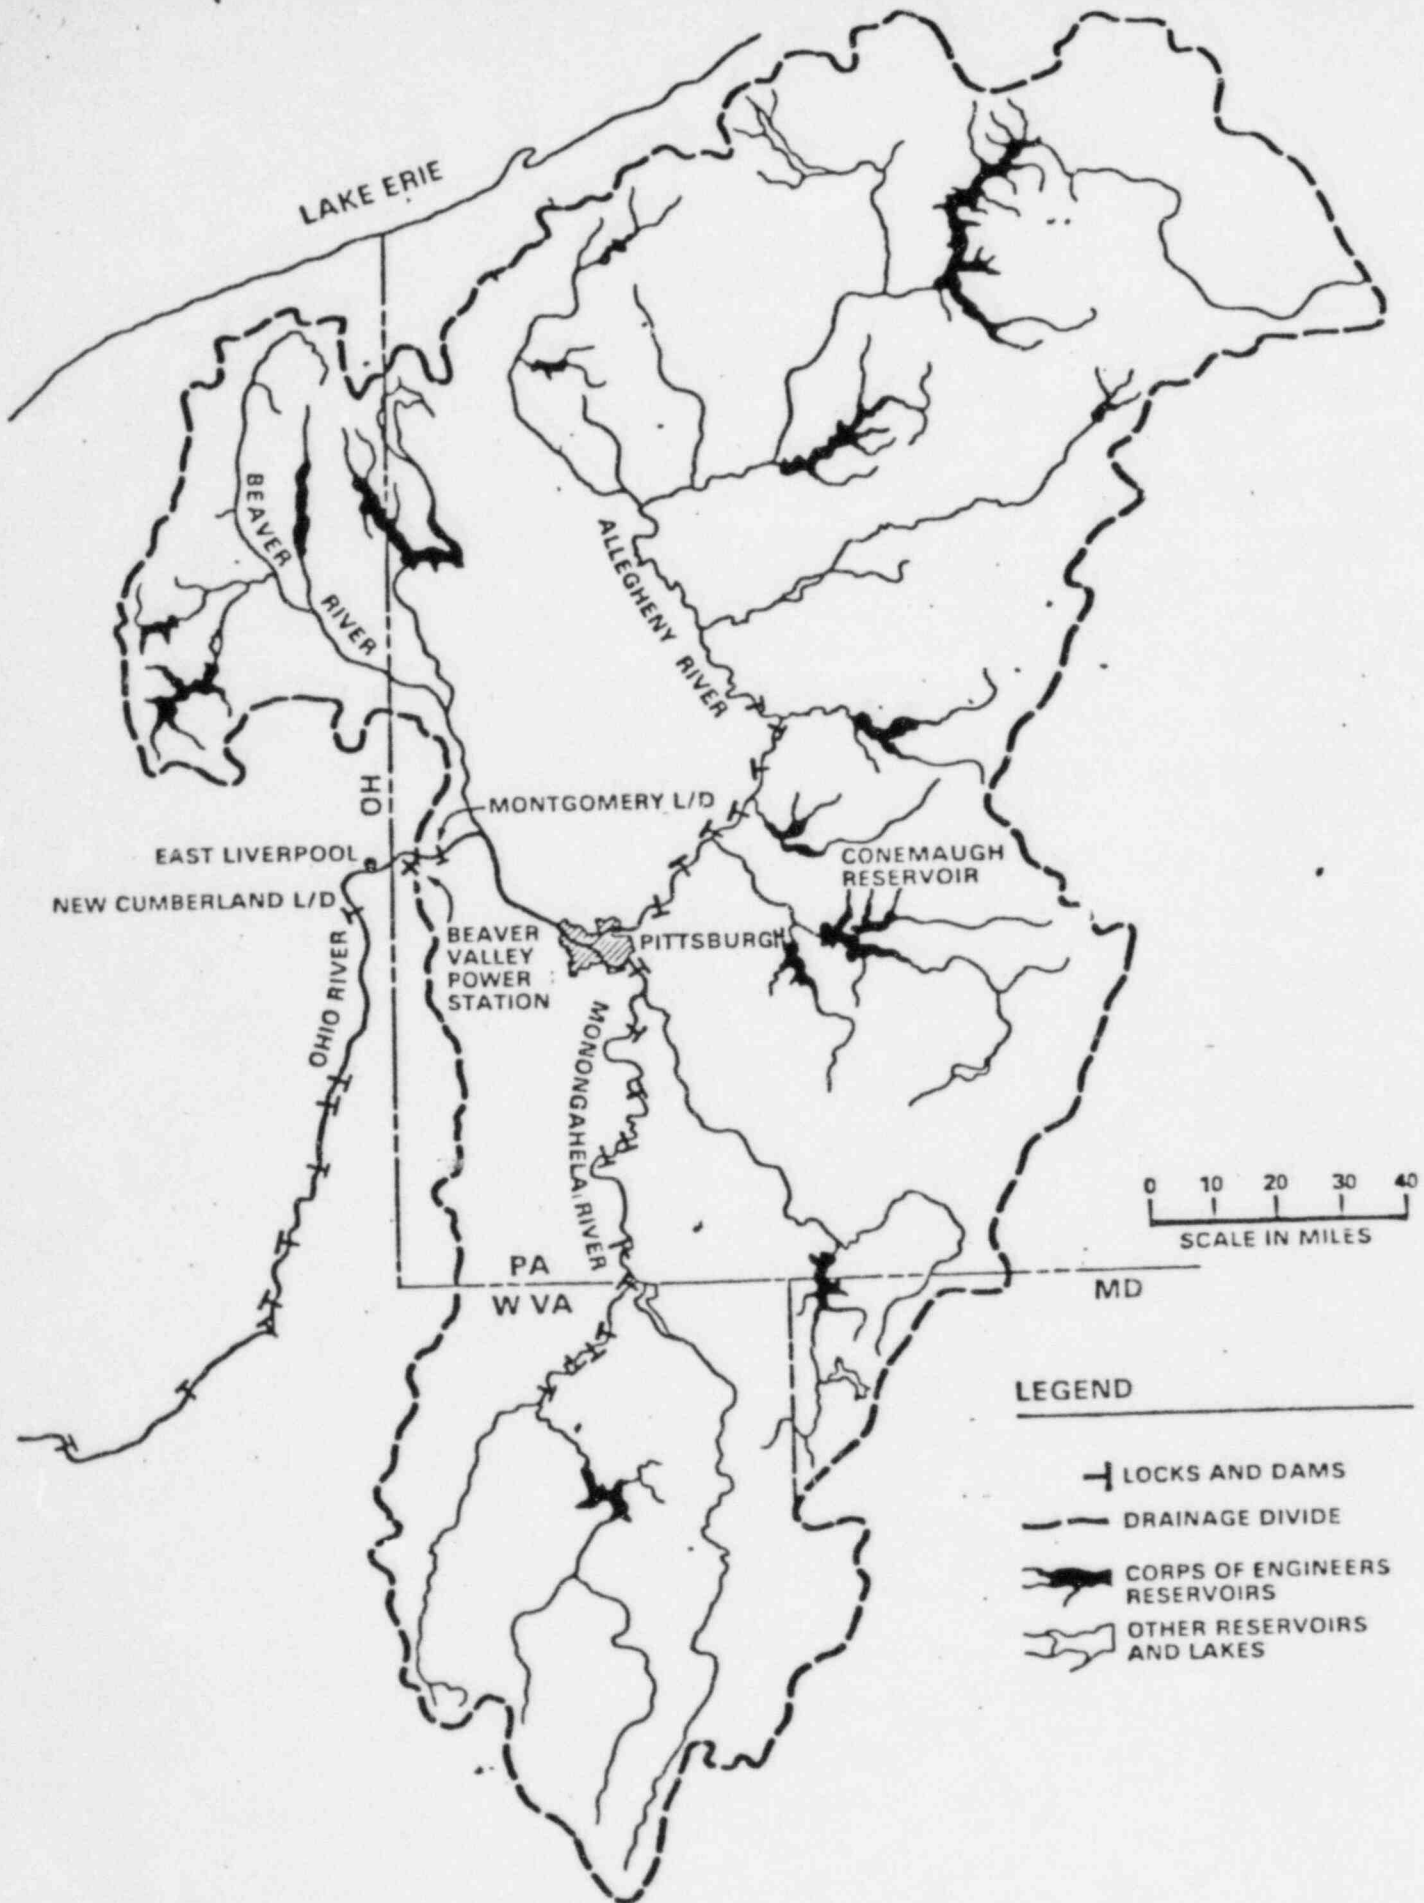 LAKE ERIE
BEAVER
RIVER
ALLEGHENY RIVER
OH
MONTGOMERY L/D
EAST LIVERPOOL
NEW CUMBERLAND L/D
CONEMAUGH
RESERVOIR
BEAVER
VALLEY
POWER
STATION
PITTSBURGH
OHIO RIVER
MONONGAHELA RIVER
0 10 20 30 40
SCALE IN MILES
PA
W VA
MD
LEGEND
LOCKS AND DAMS
DRAINAGE DIVIDE
CORPS OF ENGINEERS
RESERVOIRS
OTHER RESERVOIRS
AND LAKES